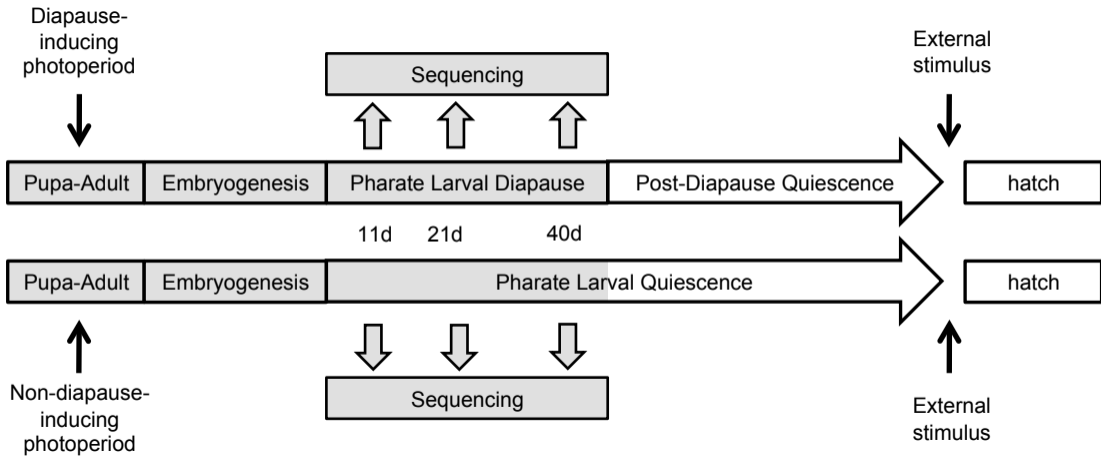 Diapause-
inducing
photoperiod
External
stimulus
Sequencing
Pupa-Adult
Embryogenesis
Pharate Larval Diapause
Post-Diapause Quiescence
hatch
11d
21d
40d
Pupa-Adult
Embryogenesis
Pharate Larval Quiescence
hatch
Sequencing
Non-diapause-
inducing
photoperiod
External
stimulus